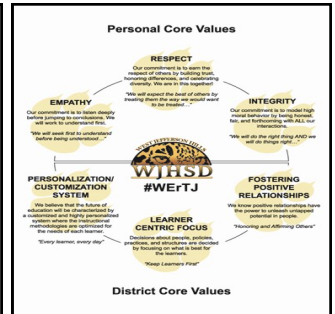 Personal Core Values
RESPECT
Our commitment is to earn the
respect of others by building trust,
honoring differences, and celebrating
diversity. We are in this together!
"We will expect the best of others by
treating them the way we would want
to be treated…"
EMPATHY
Our commitment is to listen deeply
before jumping to conclusions. We
will work to understand first.
"We will seek first to understand
before being understood…"
INTEGRITY
Our commitment is to model high
moral behavior by being honest,
fair, and forthcoming with ALL our
interactions.
"We will do the right thing AND we
will do things right…"
WEST JEFFERSON HILLS
WJHSD
#WErTJ
PERSONALIZATION/
CUSTOMIZATION
SYSTEM
We believe that the future of
education will be characterized by
a customized and highly personalized
system where the instructional
methodologies are optimized for
the needs of each learner.
"Every learner, every day"
FOSTERING
POSITIVE
RELATIONSHIPS
We know positive relationships have
the power to unleash untapped
potential in people.
"Honoring and Affirming Others"
LEARNER
CENTRIC FOCUS
Decisions about people, policies,
practices, and structures are decided
by focusing on what is best for
the learners.
"Keep Learners First"
District Core Values